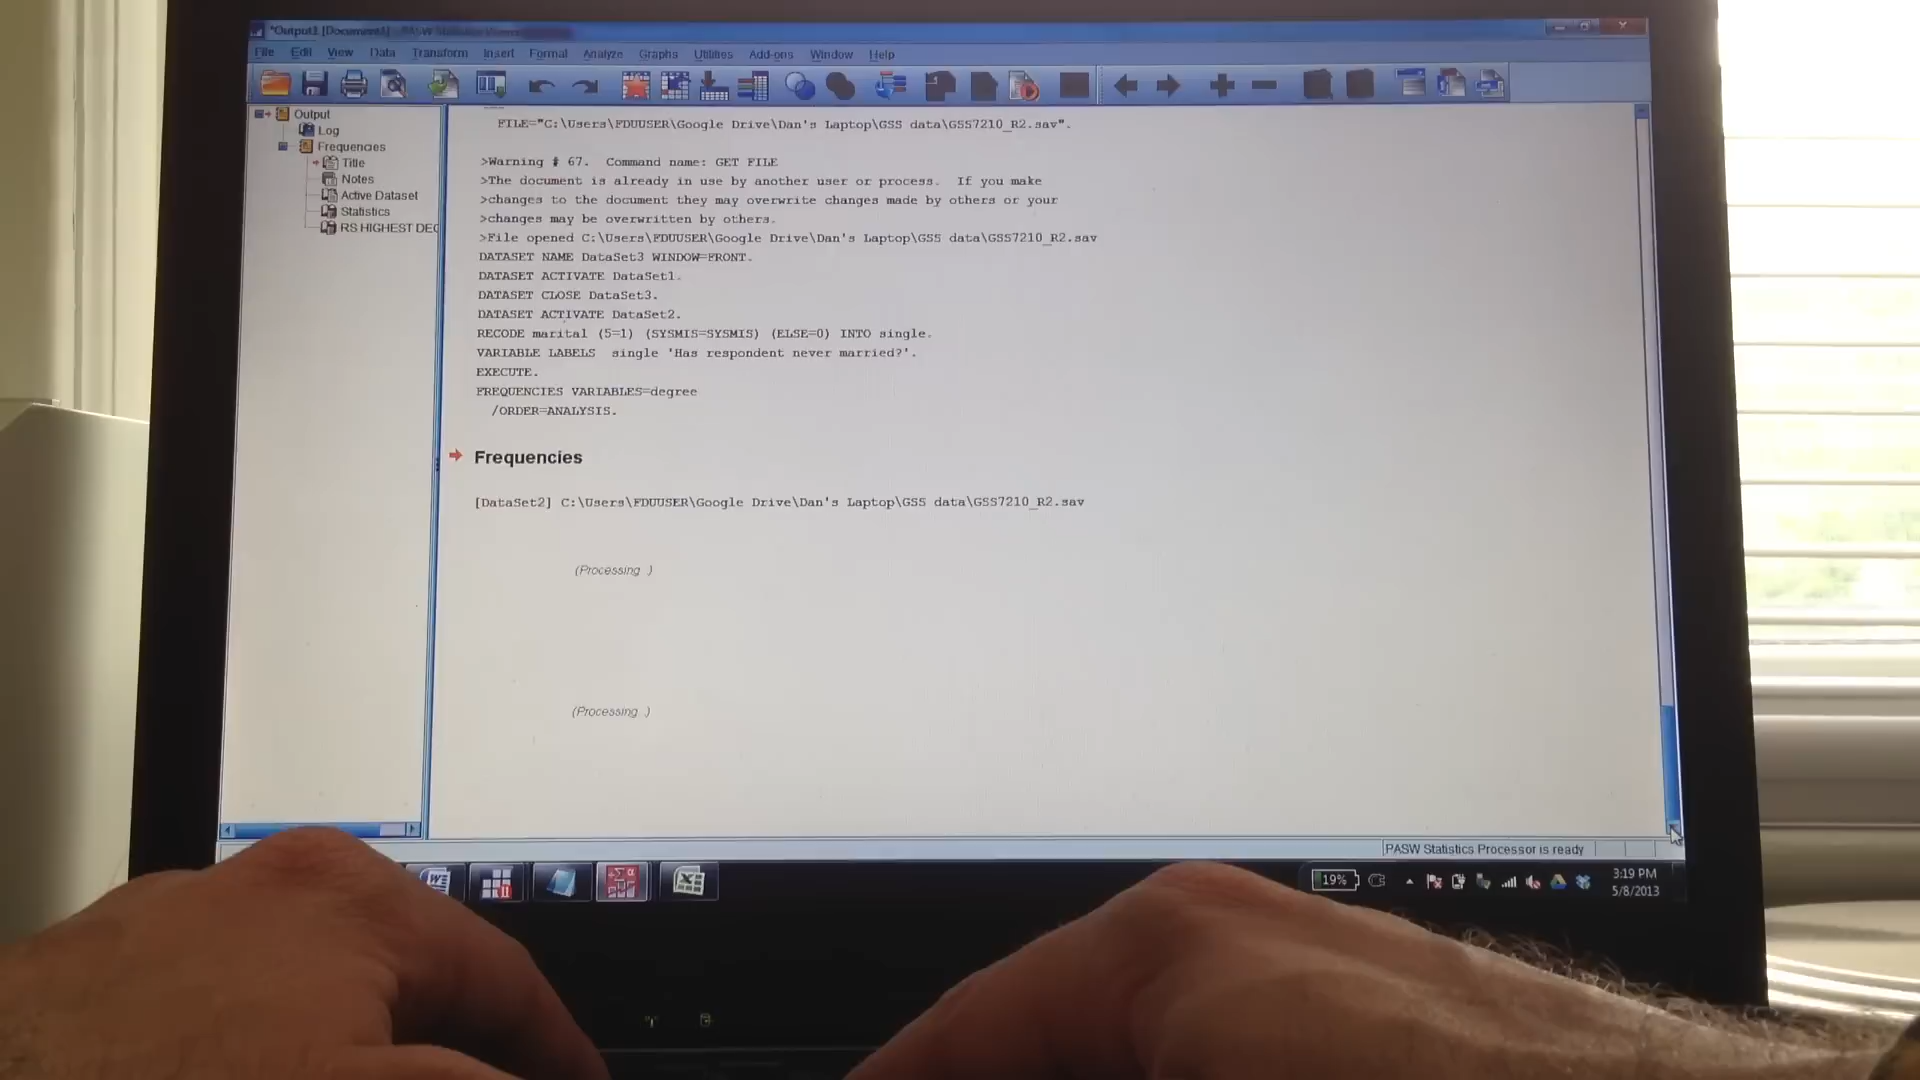 *Output1 [Document1] - PASW Statistics Viewer
File Edit View Data Transform Insert Format Analyze Graphs Utilities Add-ons Window Help
Output
Log
Frequencies
Title
Notes
Active Dataset
Statistics
RS HIGHEST DEG
FILE="C:\Users\FDUUSER\Google Drive\Dan's Laptop\GSS data\GSS7210_R2.sav".
>Warning # 67.  Command name: GET FILE
>The document is already in use by another user or process.  If you make
>changes to the document they may overwrite changes made by others or your
>changes may be overwritten by others.
>File opened C:\Users\FDUUSER\Google Drive\Dan's Laptop\GSS data\GSS7210_R2.sav
DATASET NAME DataSet3 WINDOW=FRONT.
DATASET ACTIVATE DataSet1.
DATASET CLOSE DataSet3.
DATASET ACTIVATE DataSet2.
RECODE marital (5=1) (SYSMIS=SYSMIS) (ELSE=0) INTO single.
VARIABLE LABELS  single 'Has respondent never married?'.
EXECUTE.
FREQUENCIES VARIABLES=degree
/ORDER=ANALYSIS.
Frequencies
[DataSet2] C:\Users\FDUUSER\Google Drive\Dan's Laptop\GSS data\GSS7210_R2.sav
(Processing )
(Processing )
PASW Statistics Processor is ready
19%
3:19 PM
5/8/2013